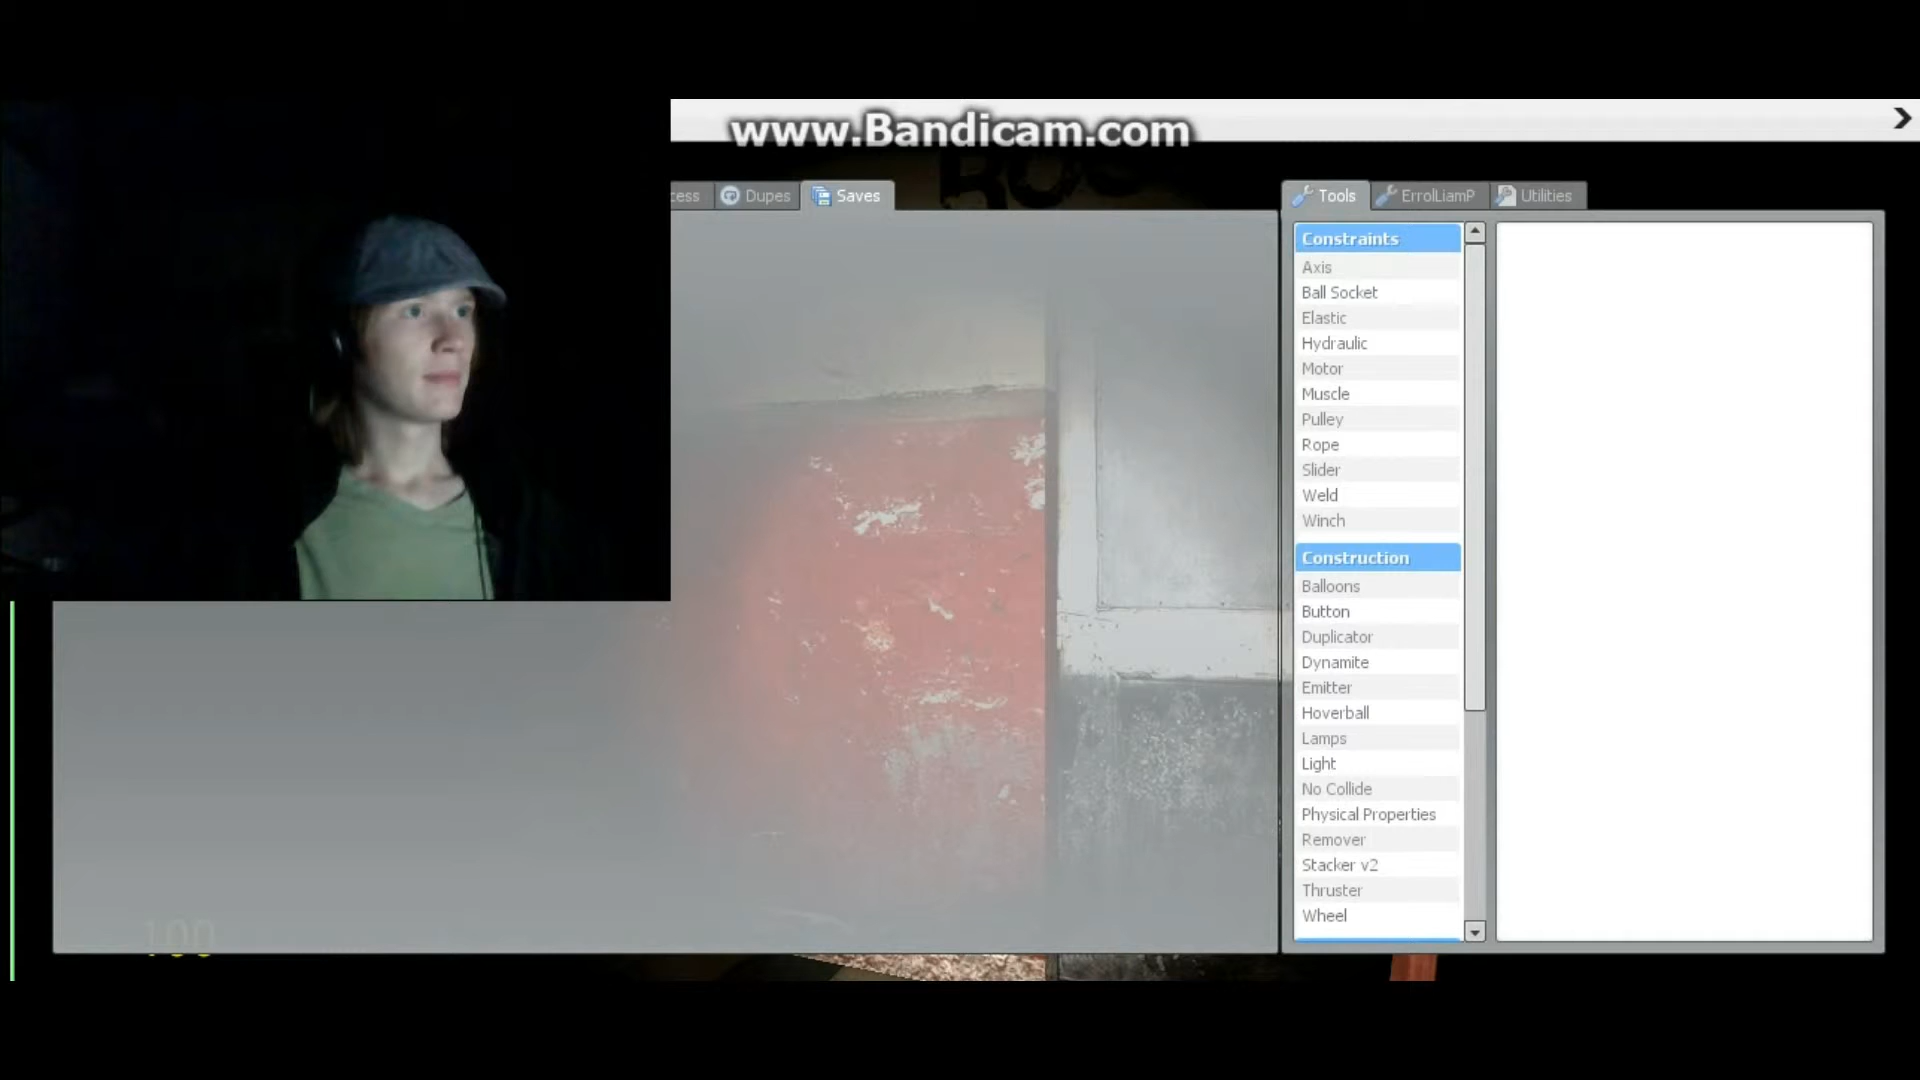 www.Bandicam.com
cess
Dupes
Saves
Tools
ErrolLiamP
Utilities
Constraints
Axis
Ball Socket
Elastic
Hydraulic
Motor
Muscle
Pulley
Rope
Slider
Weld
Winch
Construction
Balloons
Button
Duplicator
Dynamite
Emitter
Hoverball
Lamps
Light
No Collide
Physical Properties
Remover
Stacker v2
Thruster
Wheel
100